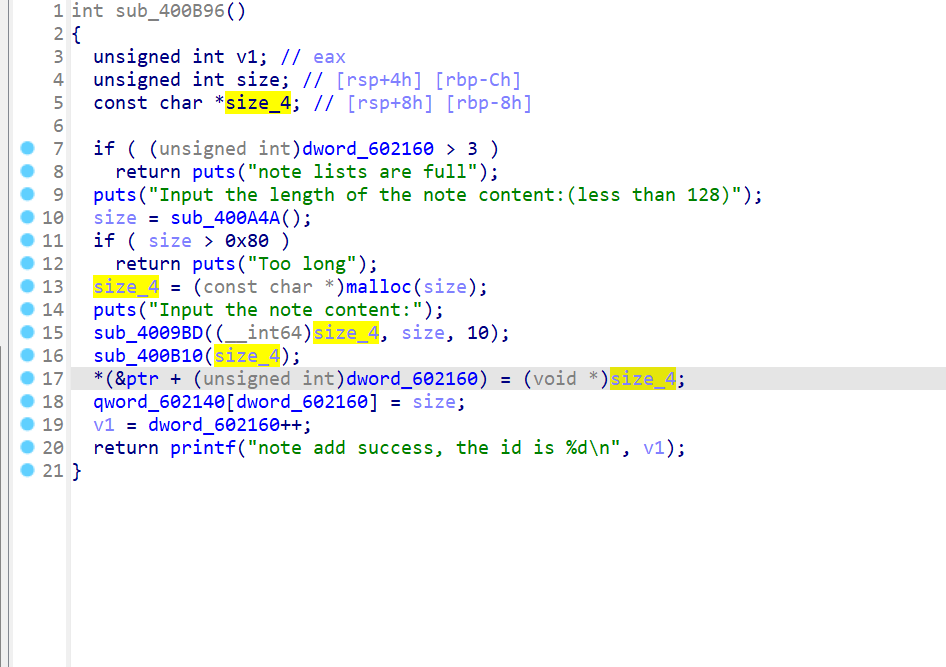 1 int sub_400B96()
2 {
3   unsigned int v1; // eax
4   unsigned int size; // [rsp+4h] [rbp-Ch]
5   const char *size_4; // [rsp+8h] [rbp-8h]
6
7   if ( (unsigned int)dword_602160 > 3 )
8     return puts("note lists are full");
9   puts("Input the length of the note content:(less than 128)");
10   size = sub_400A4A();
11   if ( size > 0x80 )
12     return puts("Too long");
13   size_4 = (const char *)malloc(size);
14   puts("Input the note content:");
15   sub_4009BD((__int64)size_4, size, 10);
16   sub_400B10(size_4);
17   *(&ptr + (unsigned int)dword_602160) = (void *)size_4;
18   qword_602140[dword_602160] = size;
19   v1 = dword_602160++;
20   return printf("note add success, the id is %d\n", v1);
21 }